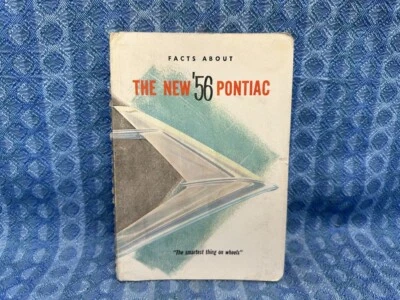 FACTS ABOUT
THE NEW '56 PONTIAC
"The smartest thing on wheels"